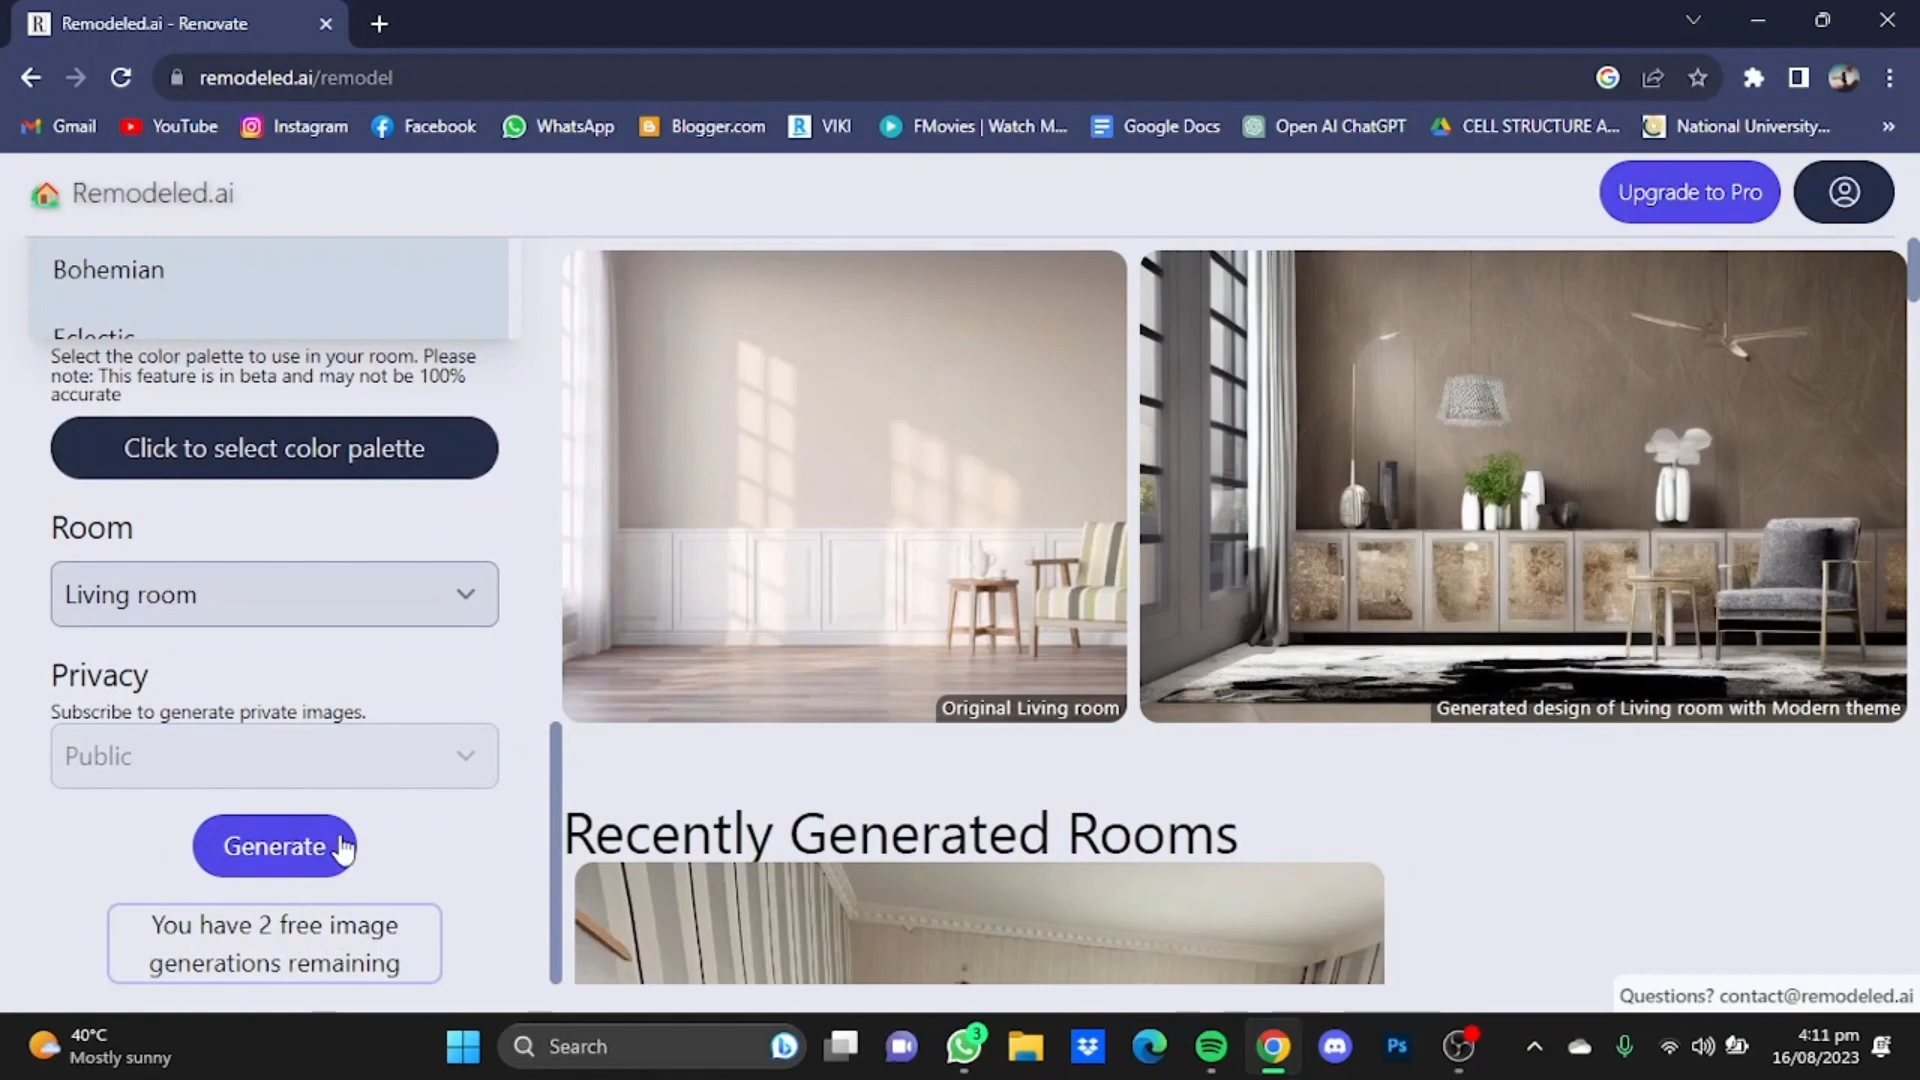 Remodeled.ai - Renovate
remodeled.ai/remodel
Gmail
YouTube
Instagram
Facebook
WhatsApp
Blogger.com
VIKI
FMovies | Watch M...
Google Docs
Open AI ChatGPT
CELL STRUCTURE A...
National University...
Remodeled.ai
Upgrade to Pro
Bohemian
Eclectic
Select the color palette to use in your room. Please
note: This feature is in beta and may not be 100%
accurate
Click to select color palette
Room
Living room
Privacy
Subscribe to generate private images.
Public
Generate
You have 2 free image
generations remaining
Original Living room
Generated design of Living room with Modern theme
Recently Generated Rooms
Questions? contact@remodeled.ai
40°C
Mostly sunny
Search
3
Ps
4:11 pm
16/08/2023